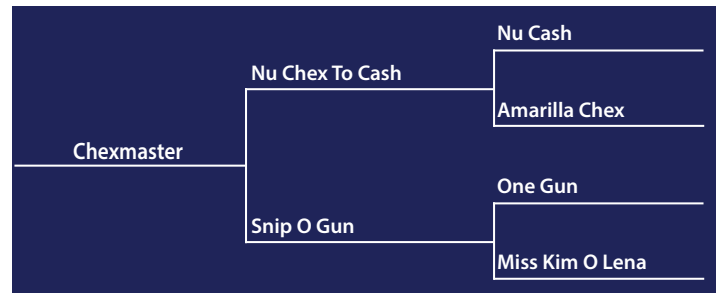 Nu Cash
Nu Chex To Cash
Amarilla Chex
Chexmaster
One Gun
Snip O Gun
Miss Kim O Lena